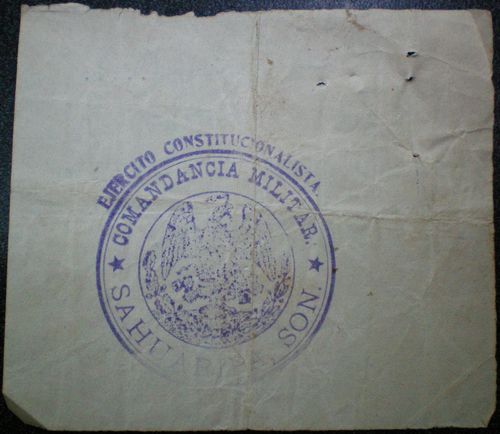 EJERCITO CONSTITUCIONALISTA.
COMANDANCIA MILITAR.
SAHUARIPA, SON.